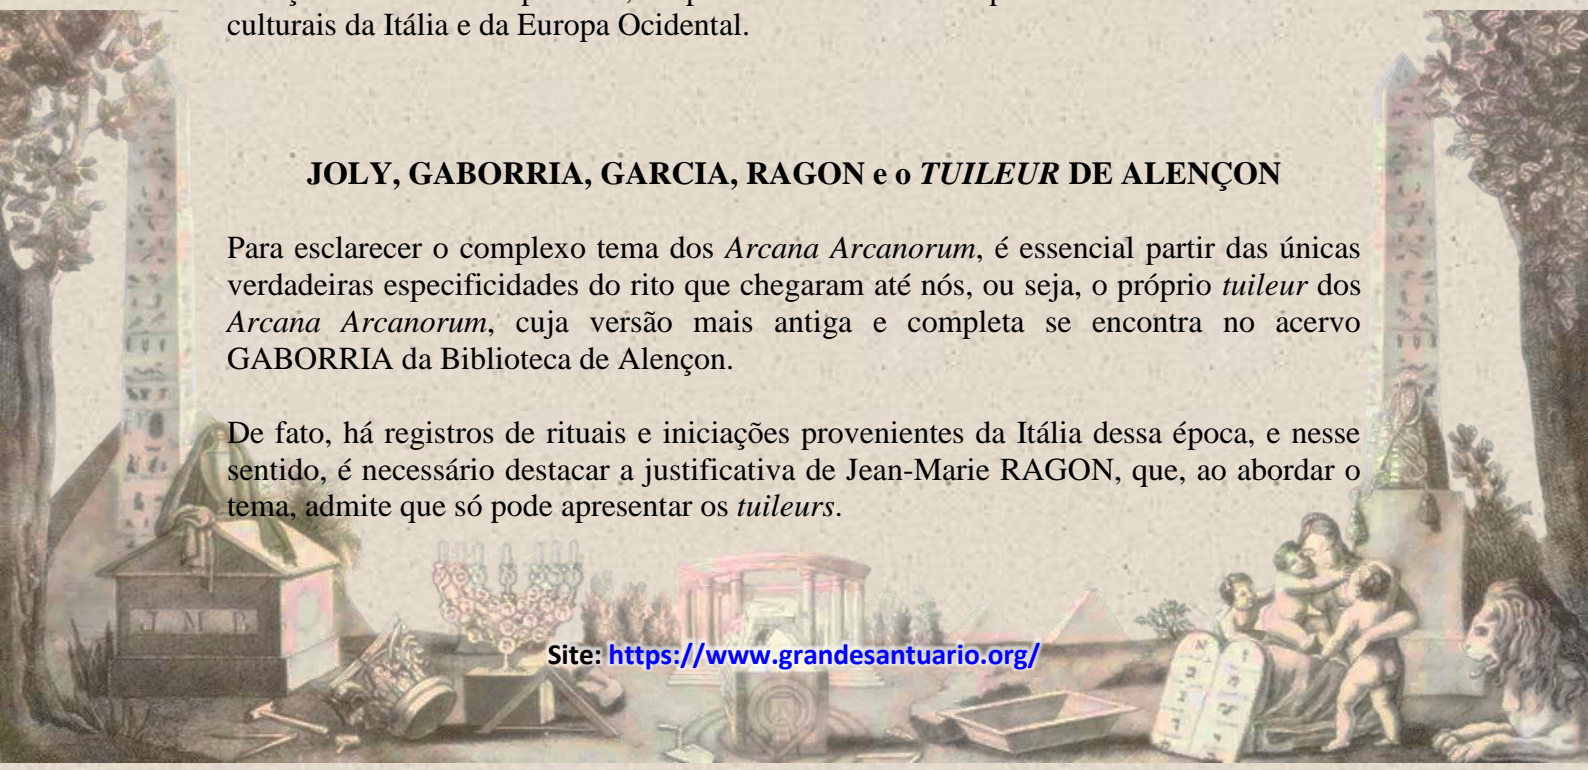 culturais da Itália e da Europa Ocidental.
JOLY, GABORRIA, GARCIA, RAGON e o TUILEUR DE ALENÇON
Para esclarecer o complexo tema dos Arcana Arcanorum, é essencial partir das únicas
verdadeiras especificidades do rito que chegaram até nós, ou seja, o próprio tuileur dos
Arcana Arcanorum, cuja versão mais antiga e completa se encontra no acervo
GABORRIA da Biblioteca de Alençon.
De fato, há registros de rituais e iniciações provenientes da Itália dessa época, e nesse
sentido, é necessário destacar a justificativa de Jean-Marie RAGON, que, ao abordar o
tema, admite que só pode apresentar os tuileurs.
J M B
Site: https://www.grandesantuario.org/